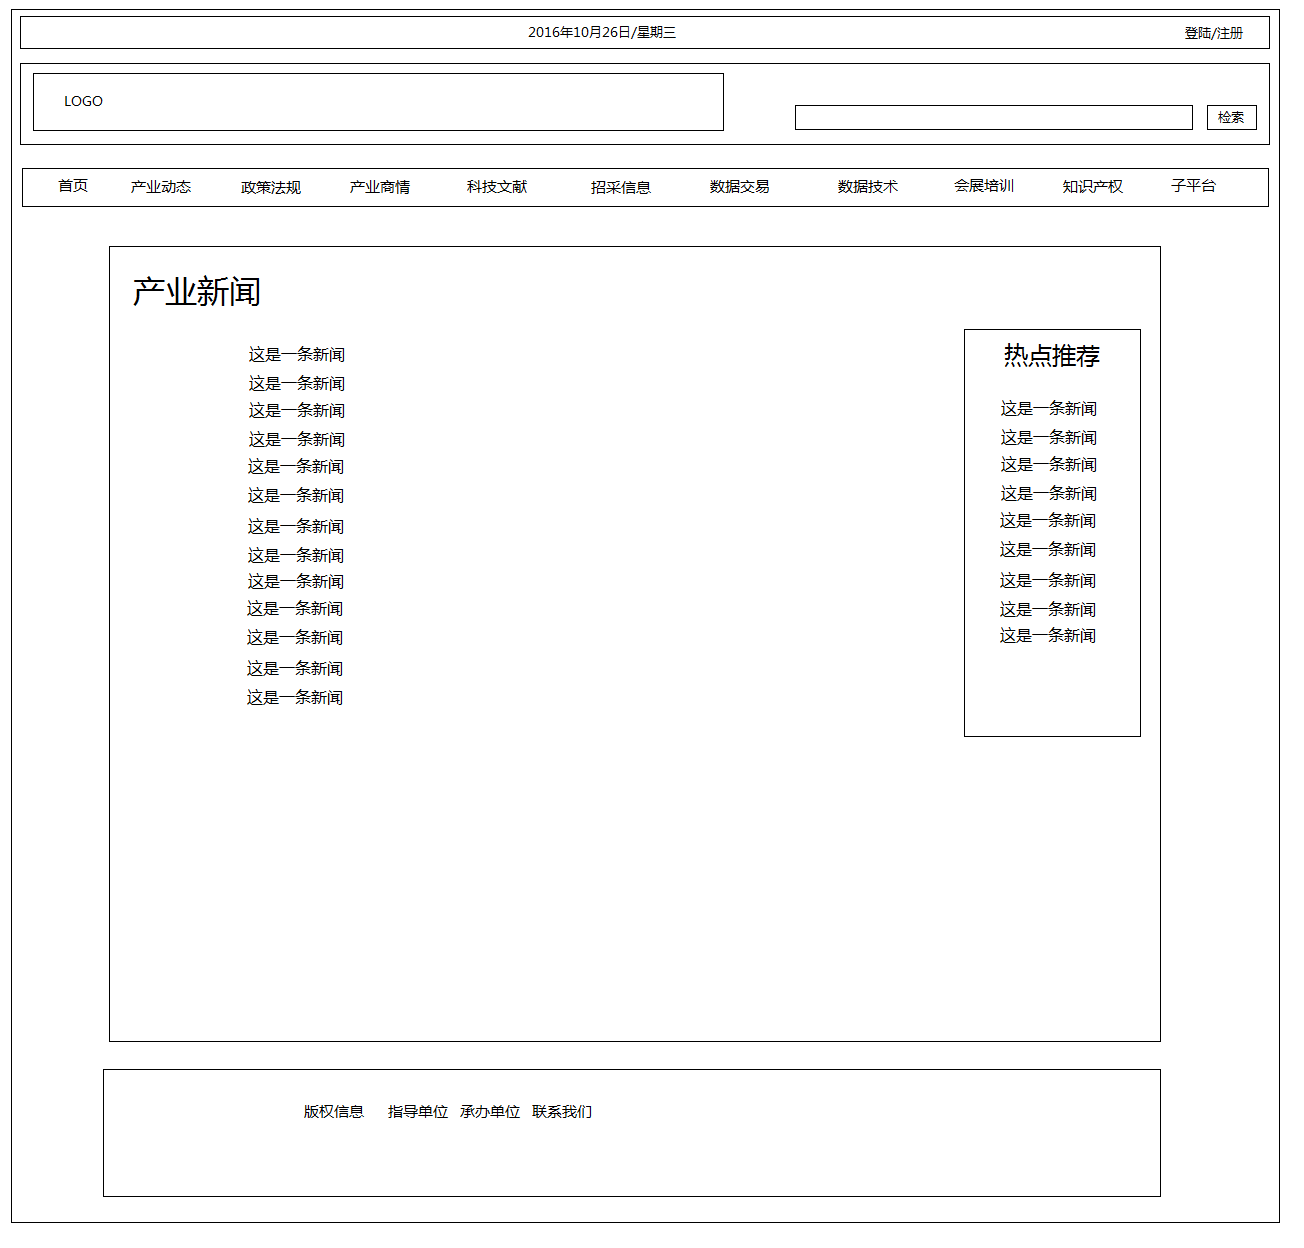 2016年10月26日/星期三 登陆/注册
LOGO
检索
首页 产业动态 政策法规 产业商情 科技文献 招采信息 数据交易 数据技术 会展培训 知识产权 子平台
产业新闻
这是一条新闻
这是一条新闻
这是一条新闻
这是一条新闻
这是一条新闻
这是一条新闻
这是一条新闻
这是一条新闻
这是一条新闻
这是一条新闻
这是一条新闻
这是一条新闻
这是一条新闻
热点推荐
这是一条新闻
这是一条新闻
这是一条新闻
这是一条新闻
这是一条新闻
这是一条新闻
这是一条新闻
这是一条新闻
这是一条新闻
版权信息 指导单位 承办单位 联系我们